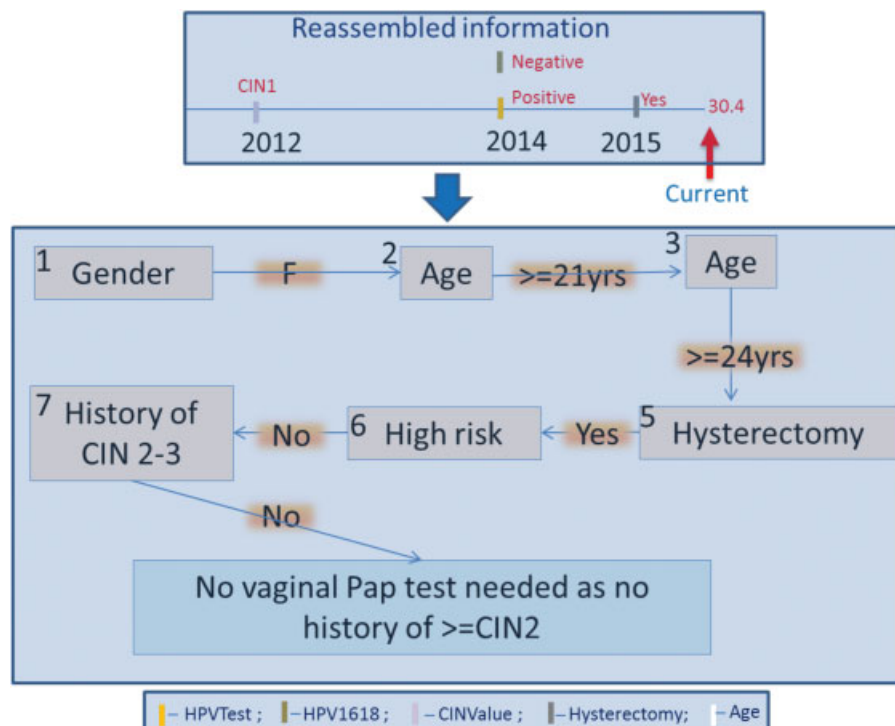 Reassembled information
Negative
CIN1
Positive
Yes
30.4
2012
2014
2015
Current
1
Gender
F
2
Age
>=21yrs
3
Age
>=24yrs
7
History of
CIN 2-3
No
6
High risk
Yes
5
Hysterectomy
No
No vaginal Pap test needed as no
history of >=CIN2
– HPVTest ; – HPV1618 ; – CINValue ; – Hysterectomy; – Age